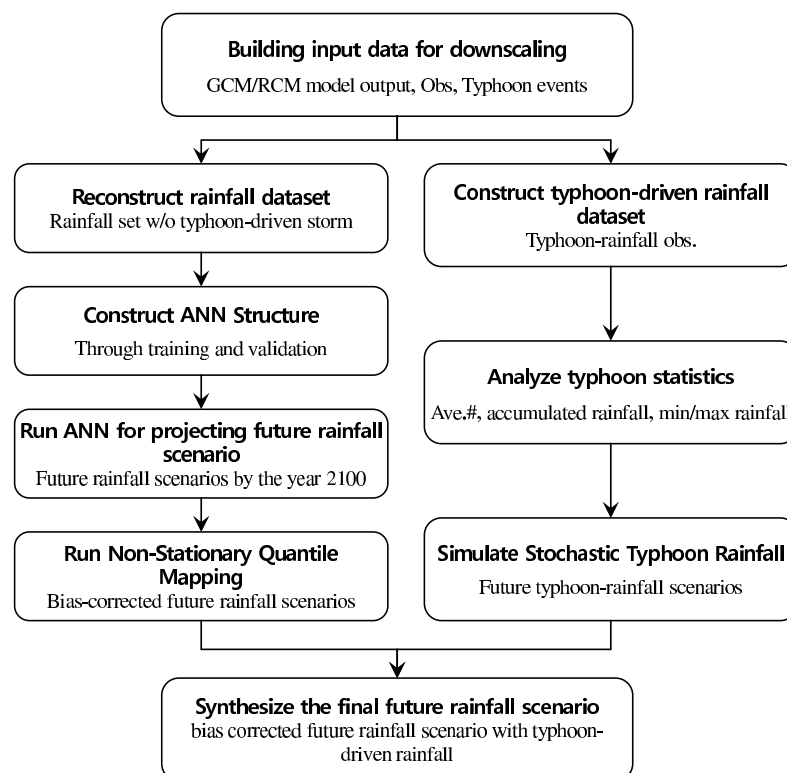 Building input data for downscaling
GCM/RCM model output, Obs, Typhoon events
Reconstruct rainfall dataset
Rainfall set w/o typhoon-driven storm
Construct ANN Structure
Through training and validation
Run ANN for projecting future rainfall
scenario
Future rainfall scenarios by the year 2100
Run Non-Stationary Quantile
Mapping
Bias-corrected future rainfall scenarios
Construct typhoon-driven rainfall
dataset
Typhoon-rainfall obs.
Analyze typhoon statistics
Ave.#, accumulated rainfall, min/max rainfall
Simulate Stochastic Typhoon Rainfall
Future typhoon-rainfall scenarios
Synthesize the final future rainfall scenario
bias corrected future rainfall scenario with typhoon-
driven rainfall